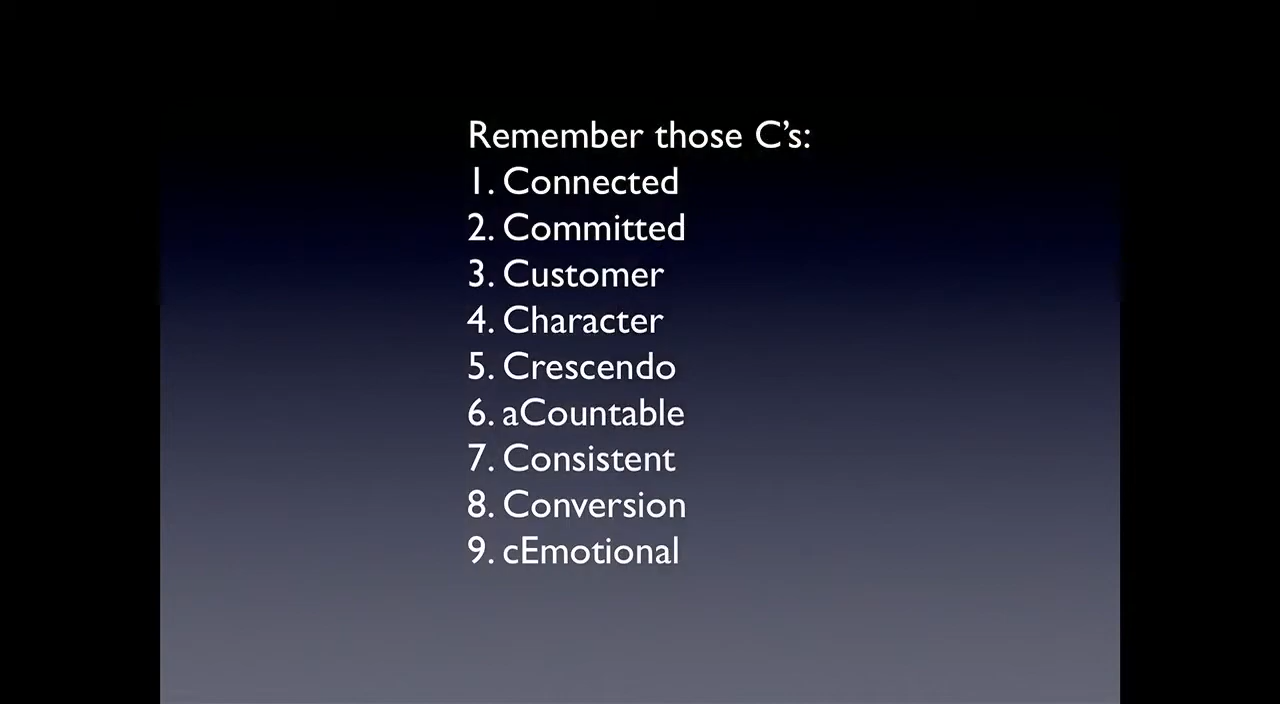 Remember those C’s:
1. Connected
2. Committed
3. Customer
4. Character
5. Crescendo
6. aCountable
7. Consistent
8. Conversion
9. cEmotional